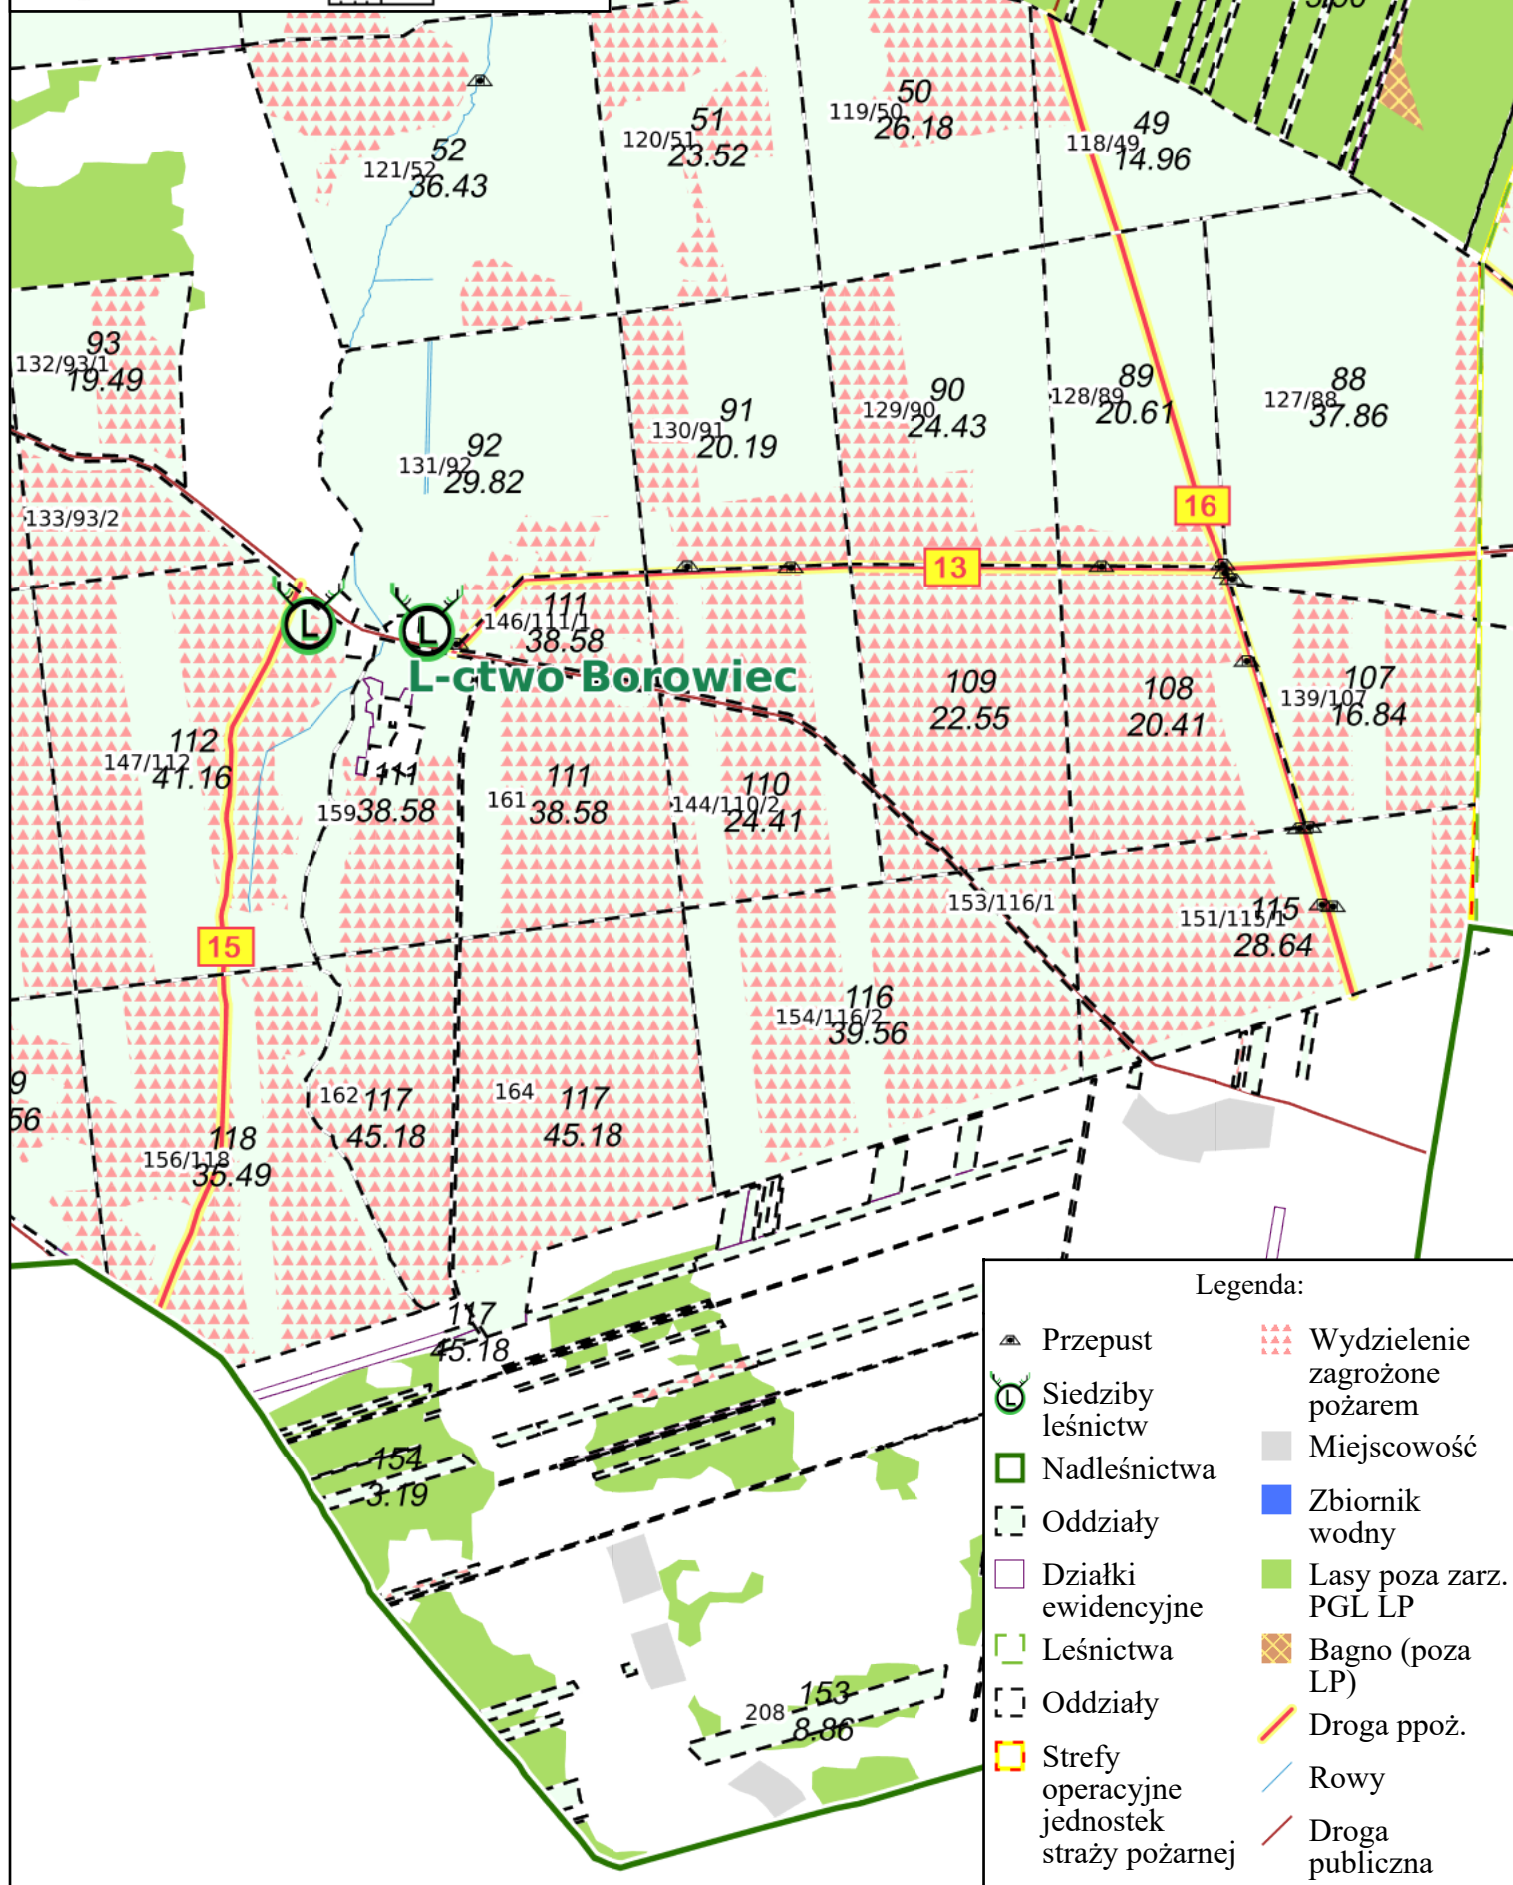 50
26.18
119/50
51
23.52
120/51
49
14.96
118/49
52
36.43
121/52
93
19.49
132/93/1
88
37.86
127/88
89
20.61
128/89
90
24.43
129/90
91
20.19
130/91
92
29.82
131/92
16
133/93/2
13
111
146/111/1
38.58
L
L
L-ctwo Borowiec
109
22.55
108
20.41
107
139/107
16.84
112
147/112
41.16
111
159
38.58
111
161
38.58
110
144/110/2
24.41
153/116/1
115
151/115/1
28.64
15
116
154/116/2
39.56
9
56
162
117
45.18
164
117
45.18
118
156/118
35.49
117
45.18
154
3.19
153
208
8.86
Legenda:
Przepust
Siedziby
leśnictw
Nadleśnictwa
Oddziały
Działki
ewidencyjne
Leśnictwa
Oddziały
Strefy
operacyjne
jednostek
straży pożarnej
Wydzielenie
zagrożone
pożarem
Miejscowość
Zbiornik
wodny
Lasy poza zarz.
PGL LP
Bagno (poza
LP)
Droga ppoż.
Rowy
Droga
publiczna